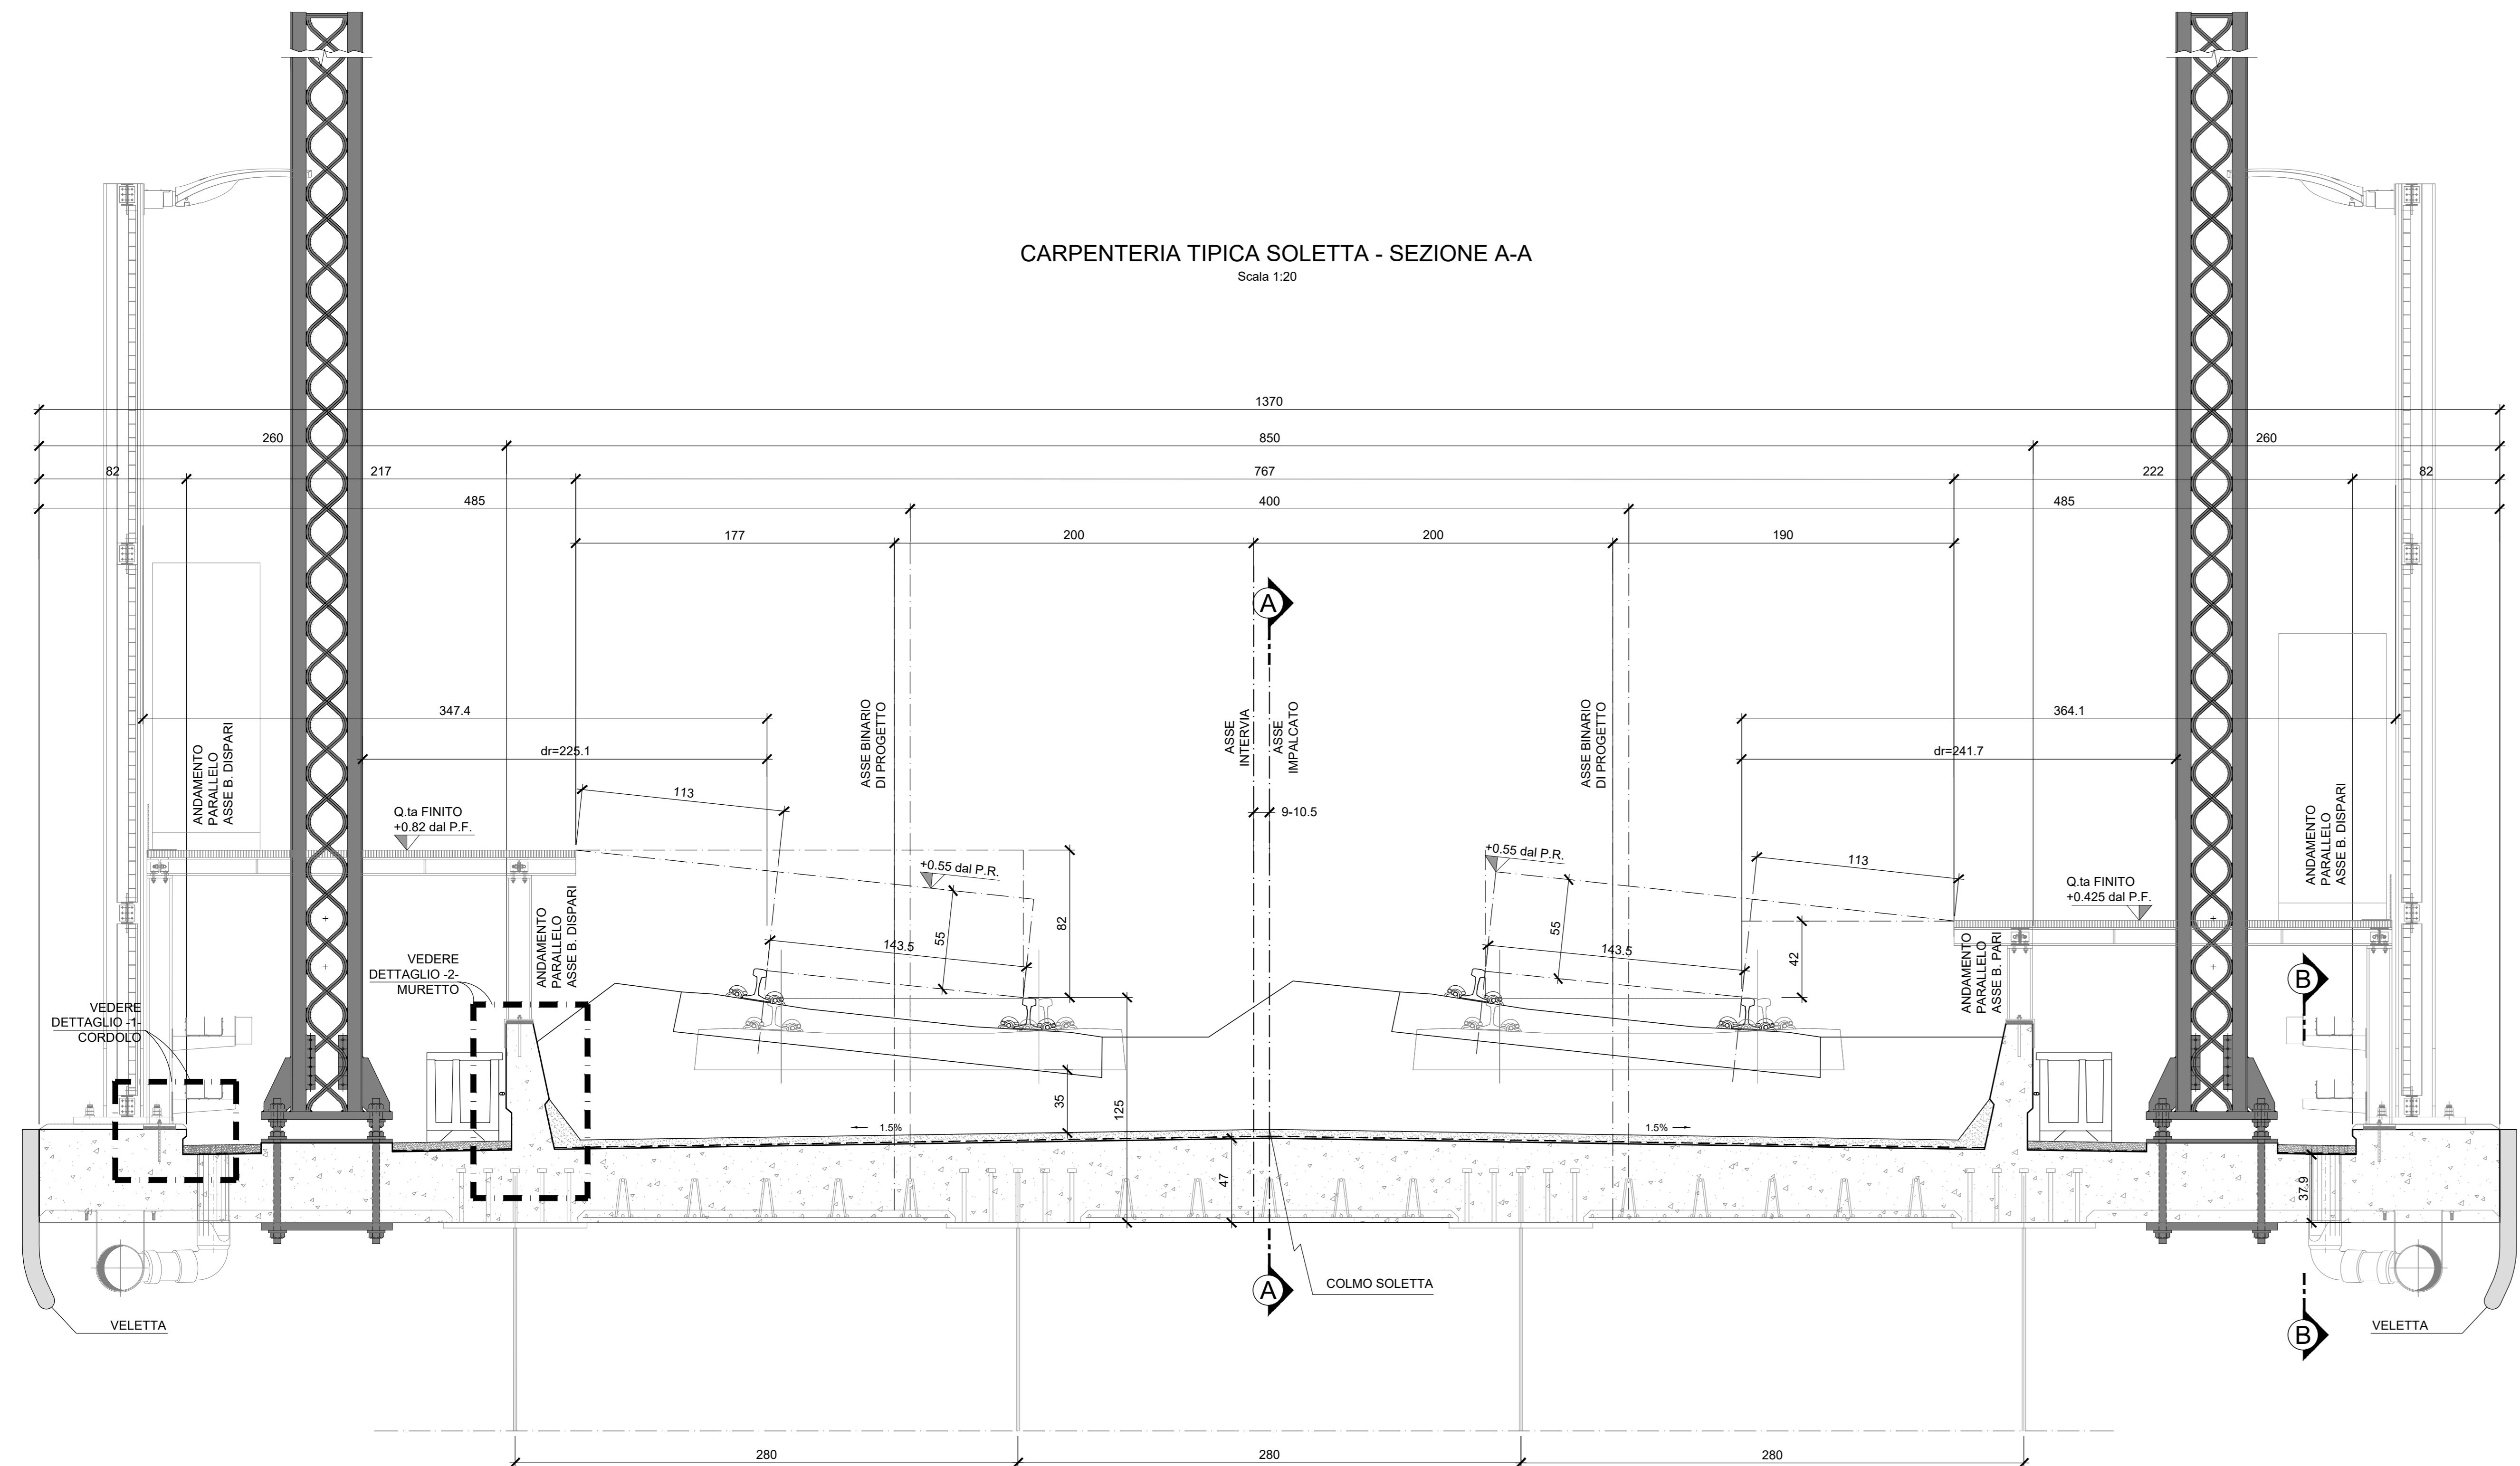 CARPENTERIA TIPICA SOLETTA - SEZIONE A-A
Scala 1:20
1370
260
850
260
82
217
767
222
82
485
400
485
177
200
200
190
A
347.4
364.1
dr=225.1
dr=241.7
ANDAMENTO
PARALLELO
ASSE B. DISPARI
ASSE BINARIO
DI PROGETTO
ASSE
INTERVIA
ASSE
IMPALCATO
ASSE BINARIO
DI PROGETTO
ANDAMENTO
PARALLELO
ASSE B. DISPARI
113
9-10.5
Q.ta FINITO
+0.82 dal P.F.
+0.55 dal P.R.
+0.55 dal P.R.
113
Q.ta FINITO
+0.425 dal P.F.
ANDAMENTO
PARALLELO
ASSE B. DISPARI
143.5
55
82
143.5
55
42
ANDAMENTO
PARALLELO
ASSE B. PARI
VEDERE
DETTAGLIO -2-
MURETTO
VEDERE
DETTAGLIO -1-
CORDOLO
B
35
125
1.5%
1.5%
47
37.9
A
COLMO SOLETTA
B
VELETTA
VELETTA
280
280
280